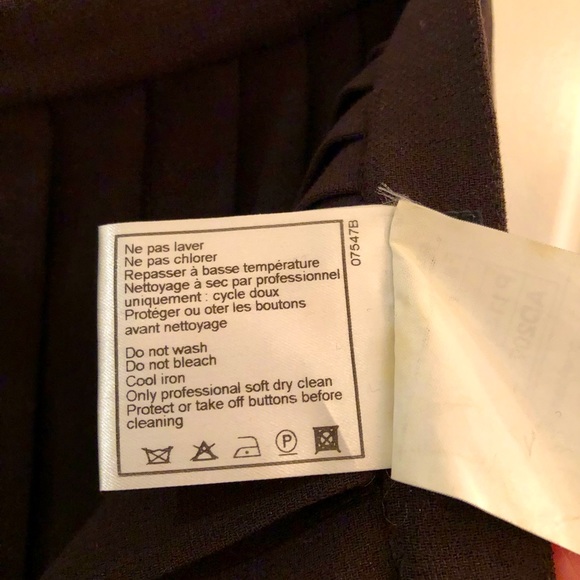 Ne pas laver
Ne pas chlorer
Repasser à basse température
Nettoyage à sec par professionnel
uniquement : cycle doux
Protéger ou oter les boutons
avant nettoyage
Do not wash
Do not bleach
Cool iron
Only professional soft dry clean
Protect or take off buttons before
cleaning
P
07547B